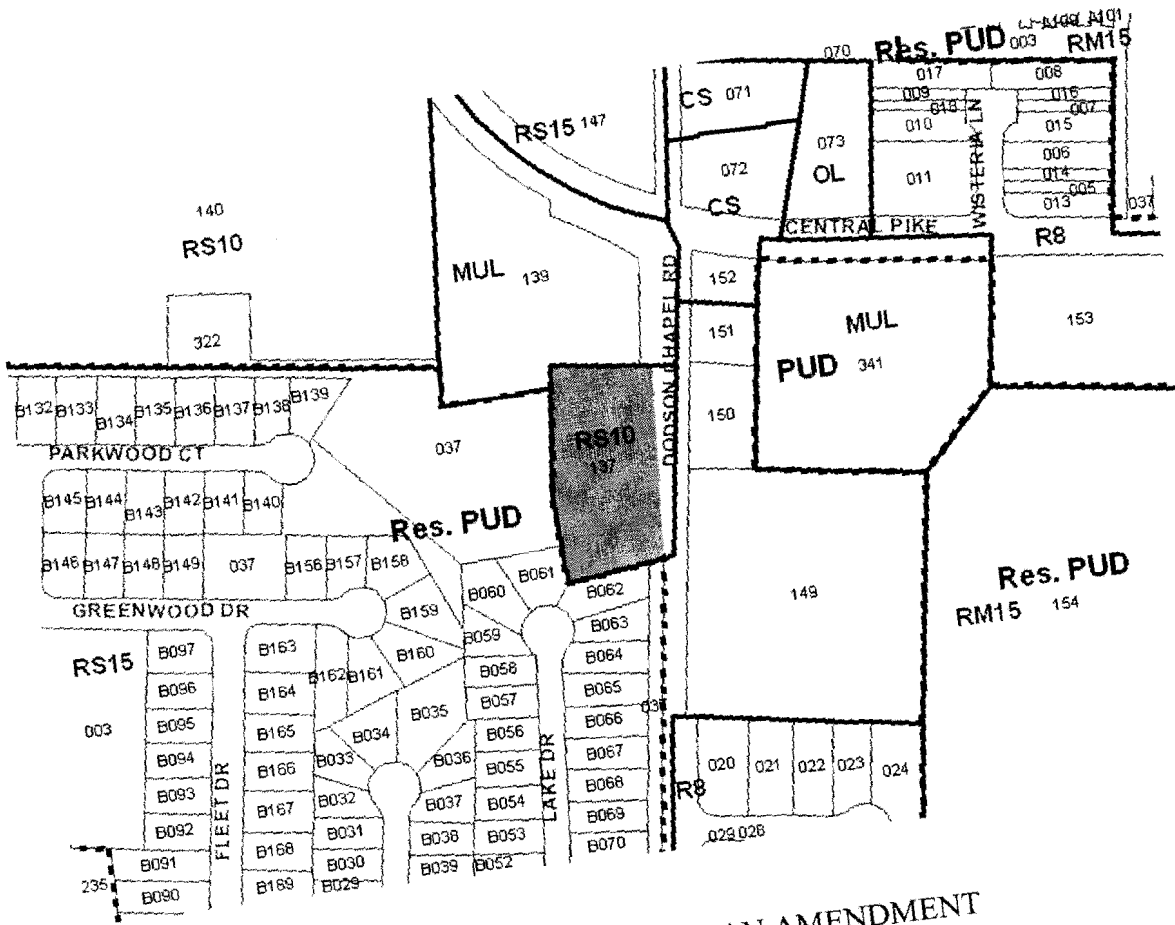 A100 A101
070 Res. PUD 003 RM15
017 008
CS 071 009 016
018 007
RS15 147 010 015
073 006
072 OL 011 014
005
CS 013 037
WISTERIA LN
140 CENTRAL PIKE R8
RS10
MUL 139 152
DODSON CHAPEL RD
151 MUL 153
322 PUD 341
B132 B133 B134 B135 B136 B137 B138 B139
150
PARKWOOD CT 037 RS10
137
B145 B144 B143 B142 B141 B140
Res. PUD
B146 B147 B148 B149 037 B156 B157 B158
B060 B061 B062
Res. PUD
149 RM15 154
GREENWOOD DR B159
B059 B063
RS15 B097 B163 B162 B161 B160 B058 B064
B096 B164 B057 B065
B035
003 B095 B165 B034 B056 B066
B094 B166 B033 B036 B055 B067
020 021 022 023 024
R8
B093 B167 B032 B037 B054 B068
FLEET DR LAKE DR
B092 B031 B038 B053 B069
029 028
B091 B168 B030 B039 B052 B070
235 B090 B169 B029
AMENDMENT